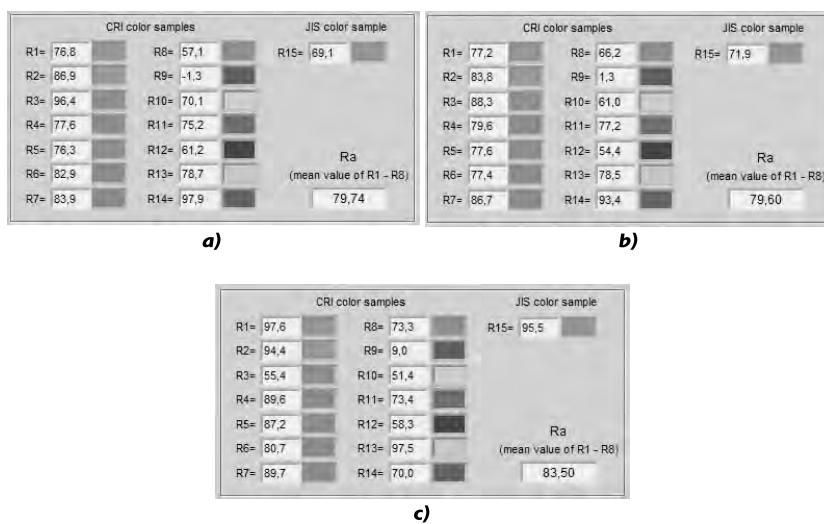 CRI color samples JIS color sample
R1= 76,8 R8= 57,1 R15= 69,1
R2= 86,9 R9= -1,3
R3= 96,4 R10= 70,1
R4= 77,6 R11= 75,2
R5= 76,3 R12= 61,2 Ra
R6= 82,9 R13= 78,7 (mean value of R1 - R8)
R7= 83,9 R14= 97,9 79,74
a)
CRI color samples JIS color sample
R1= 77,2 R8= 66,2 R15= 71,9
R2= 83,8 R9= 1,3
R3= 88,3 R10= 61,0
R4= 79,6 R11= 77,2
R5= 77,6 R12= 54,4 Ra
R6= 77,4 R13= 78,5 (mean value of R1 - R8)
R7= 86,7 R14= 93,4 79,60
b)
CRI color samples JIS color sample
R1= 97,6 R8= 73,3 R15= 95,5
R2= 94,4 R9= 9,0
R3= 55,4 R10= 51,4
R4= 89,6 R11= 73,4
R5= 87,2 R12= 58,3 Ra
R6= 80,7 R13= 97,5 (mean value of R1 - R8)
R7= 89,7 R14= 70,0 83,50
c)